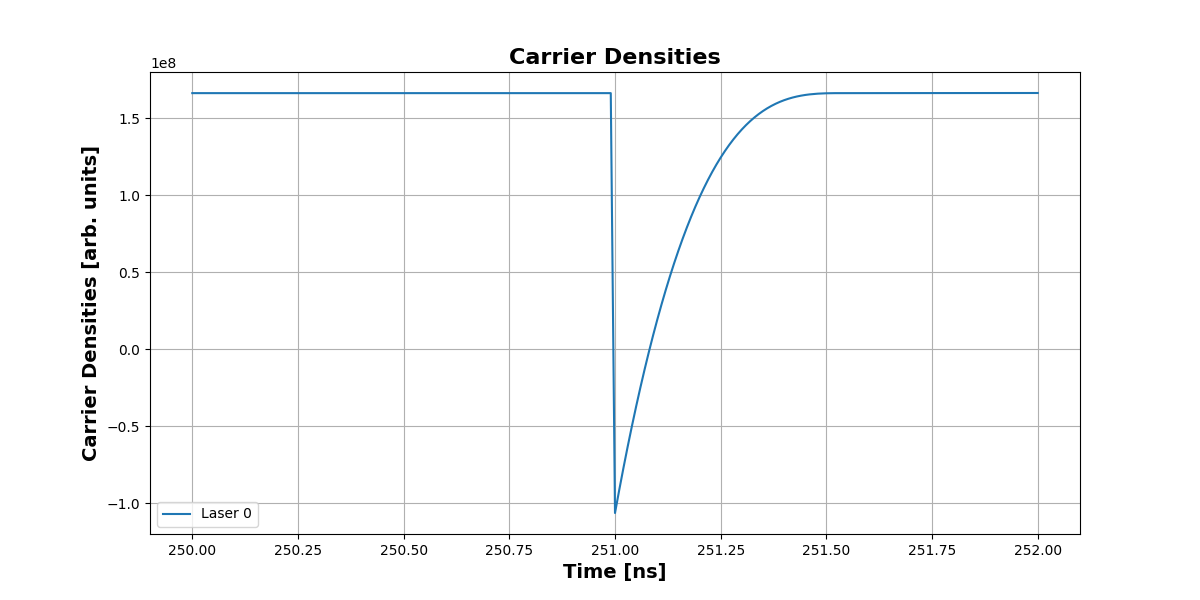 Carrier Densities
1e8
Carrier Densities [arb. units]
1.5
1.0
0.5
0.0
−0.5
−1.0
Laser 0
250.00 250.25 250.50 250.75 251.00 251.25 251.50 251.75 252.00
Time [ns]